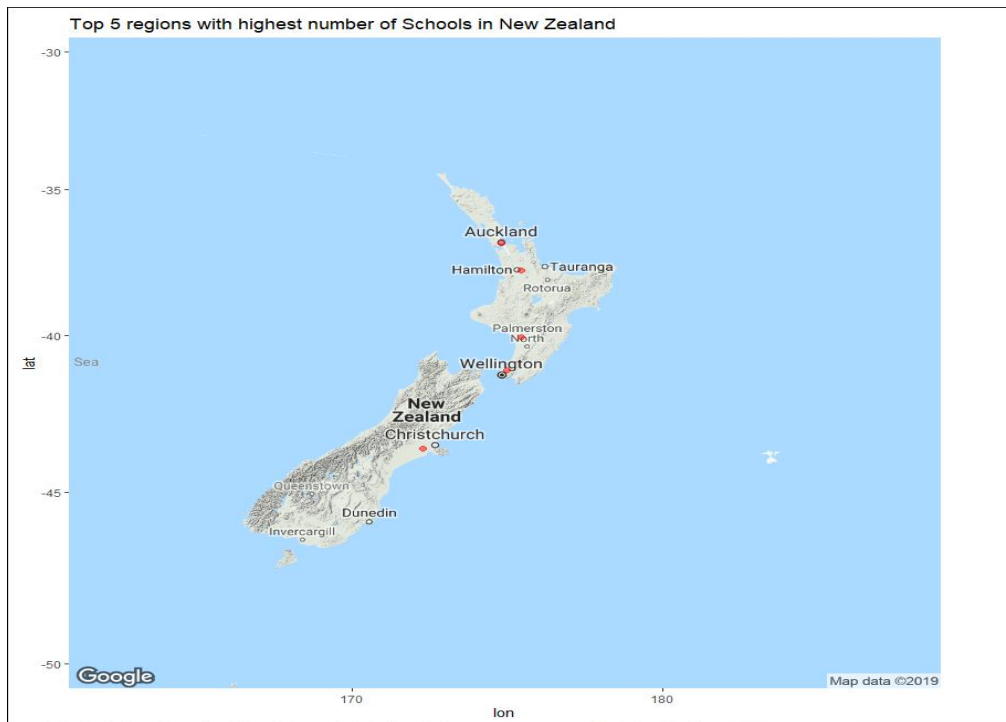 Top 5 regions with highest number of Schools in New Zealand
-30
-35
Auckland
Hamilton
Tauranga
Rotorua
-40
Palmerston
North
lat
Sea
Wellington
New
Zealand
Christchurch
-45
Queenstown
Dunedin
Invercargill
-50
Google
Map data ©2019
170
180
lon